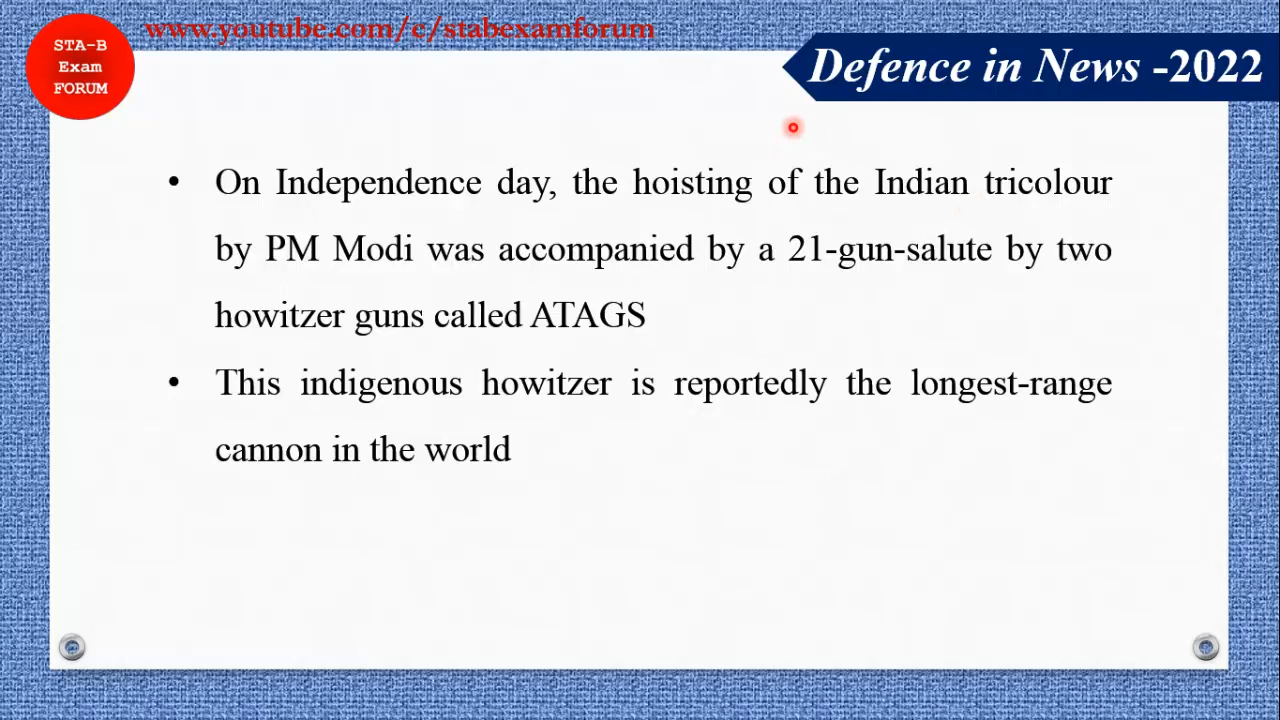 www.youtube.com/c/stabexamforum
STA-B
Exam
FORUM
Defence in News -2022
• On Independence day, the hoisting of the Indian tricolour
by PM Modi was accompanied by a 21-gun-salute by two
howitzer guns called ATAGS
• This indigenous howitzer is reportedly the longest-range
cannon in the world